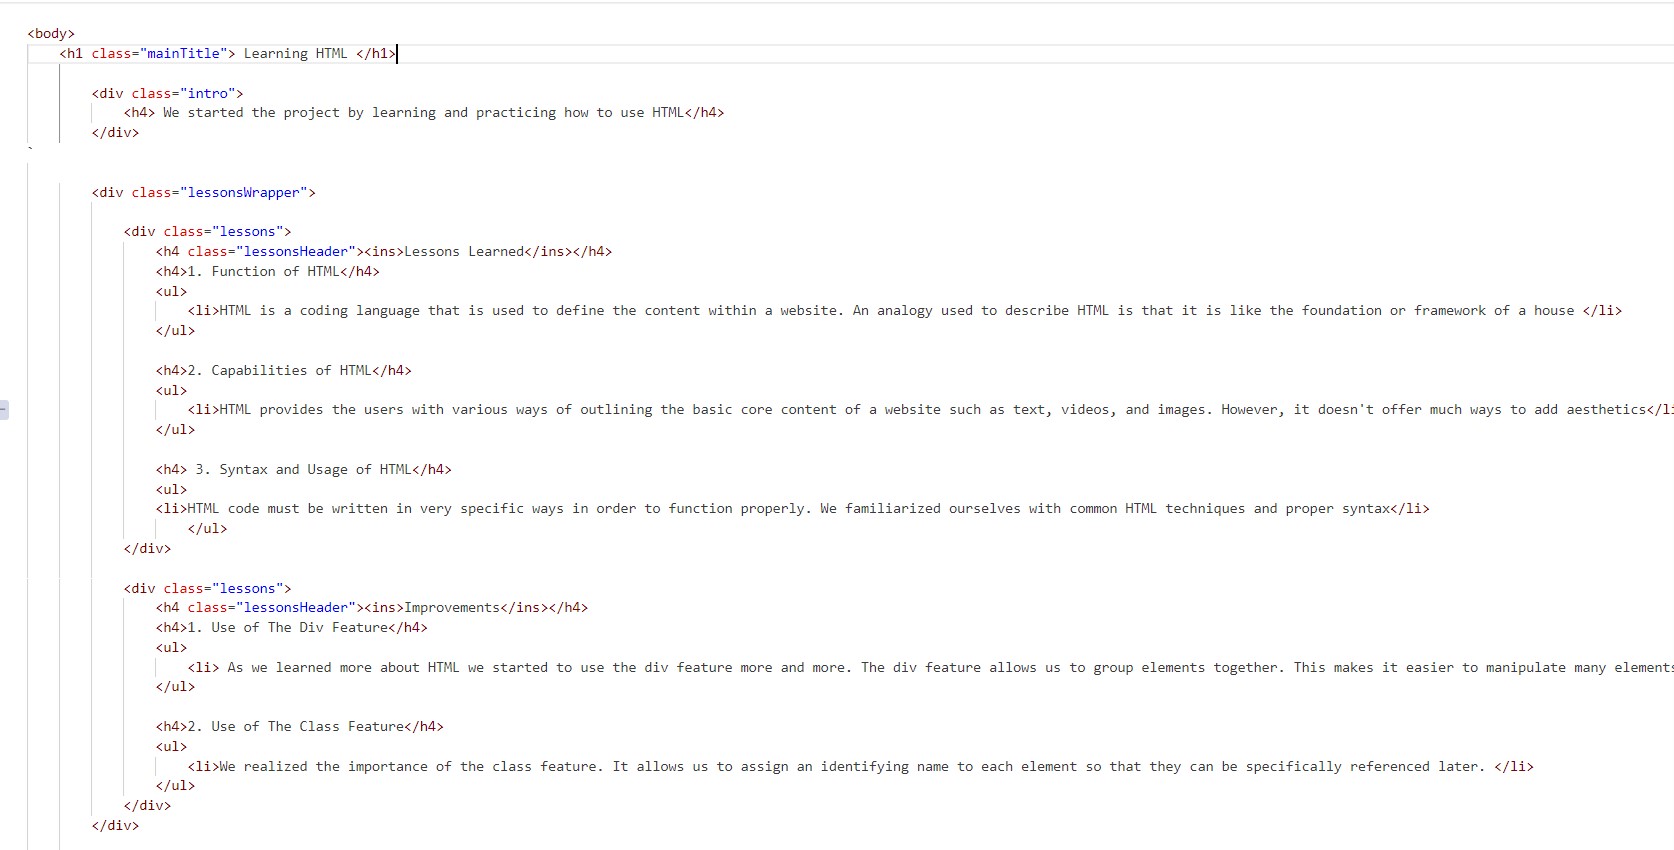 <body>
<h1 class="mainTitle"> Learning HTML </h1>
<div class="intro">
<h4> We started the project by learning and practicing how to use HTML</h4>
</div>
`
<div class="lessonsWrapper">
<div class="lessons">
<h4 class="lessonsHeader"><ins>Lessons Learned</ins></h4>
<h4>1. Function of HTML</h4>
<ul>
<li>HTML is a coding language that is used to define the content within a website. An analogy used to describe HTML is that it is like the foundation or framework of a house </li>
</ul>
<h4>2. Capabilities of HTML</h4>
<ul>
<li>HTML provides the users with various ways of outlining the basic core content of a website such as text, videos, and images. However, it doesn't offer much ways to add aesthetics</li
</ul>
<h4> 3. Syntax and Usage of HTML</h4>
<ul>
<li>HTML code must be written in very specific ways in order to function properly. We familiarized ourselves with common HTML techniques and proper syntax</li>
</ul>
</div>
<div class="lessons">
<h4 class="lessonsHeader"><ins>Improvements</ins></h4>
<h4>1. Use of The Div Feature</h4>
<ul>
<li> As we learned more about HTML we started to use the div feature more and more. The div feature allows us to group elements together. This makes it easier to manipulate many elements
</ul>
<h4>2. Use of The Class Feature</h4>
<ul>
<li>We realized the importance of the class feature. It allows us to assign an identifying name to each element so that they can be specifically referenced later. </li>
</ul>
</div>
</div>